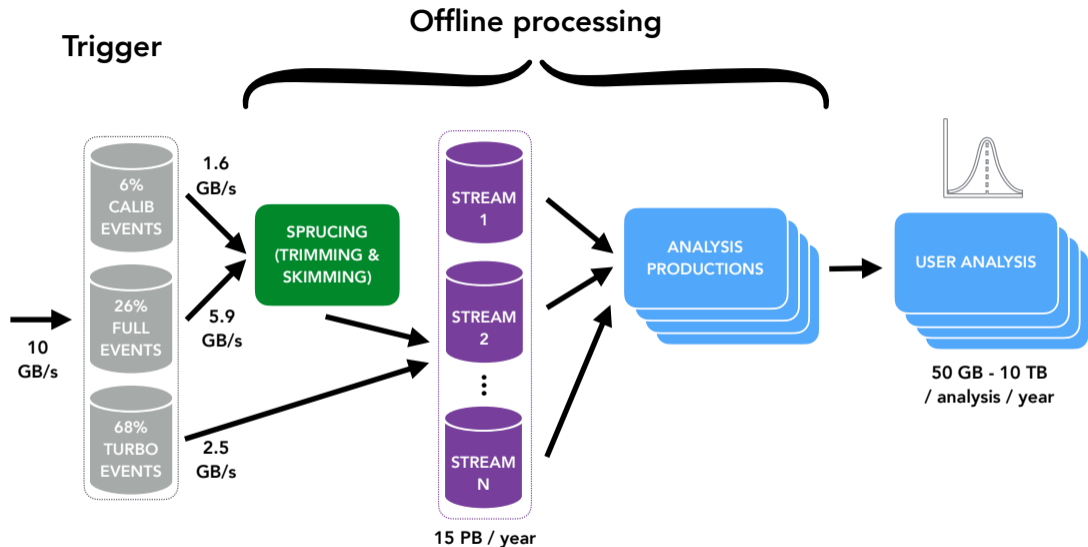 Trigger
Offline processing
10
GB/s
6%
CALIB
EVENTS
26%
FULL
EVENTS
68%
TURBO
EVENTS
1.6
GB/s
5.9
GB/s
2.5
GB/s
SPRUCING
(TRIMMING &
SKIMMING)
STREAM
1
STREAM
2
STREAM
N
15 PB / year
ANALYSIS
PRODUCTIONS
USER ANALYSIS
50 GB - 10 TB
/ analysis / year